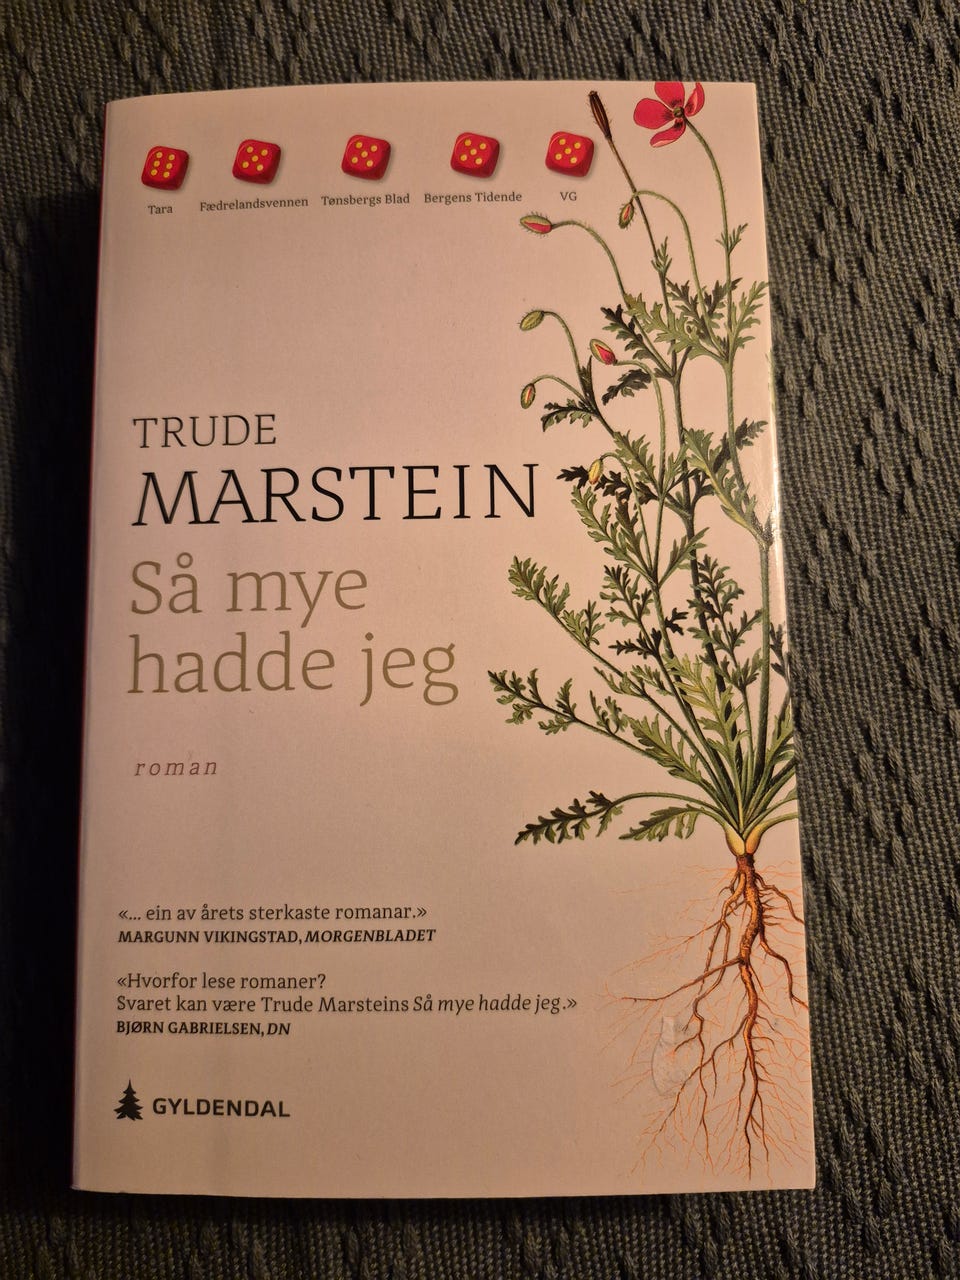 Tara
Fædrelandsvennen
Tønsbergs Blad
Bergens Tidende
VG
TRUDE
MARSTEIN
Så mye
hadde jeg
roman
«... ein av årets sterkaste romanar.»
MARGUNN VIKINGSTAD, MORGENBLADET
«Hvorfor lese romaner?
Svaret kan være Trude Marsteins Så mye hadde jeg.»
BJØRN GABRIELSEN, DN
GYLDENDAL